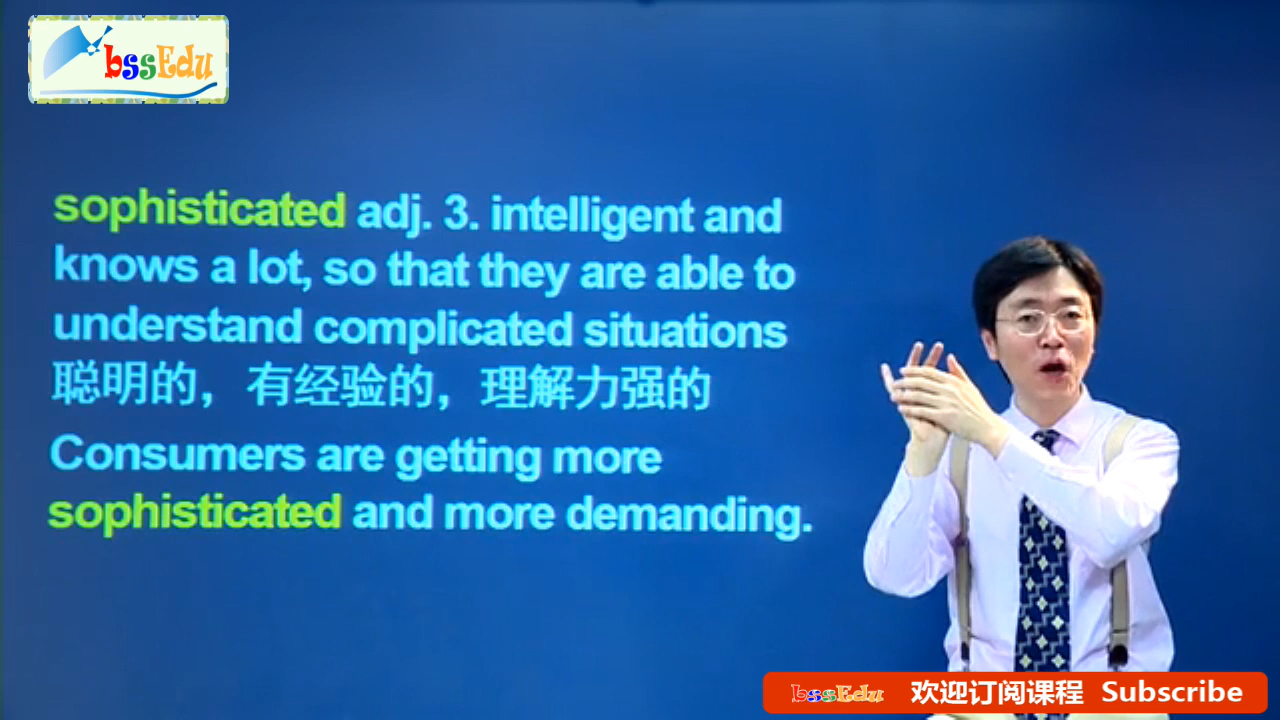 bssEdu
sophisticated adj. 3. intelligent and
knows a lot, so that they are able to
understand complicated situations
聪明的，有经验的，理解力强的
Consumers are getting more
sophisticated and more demanding.
bssEdu 欢迎订阅课程 Subscribe